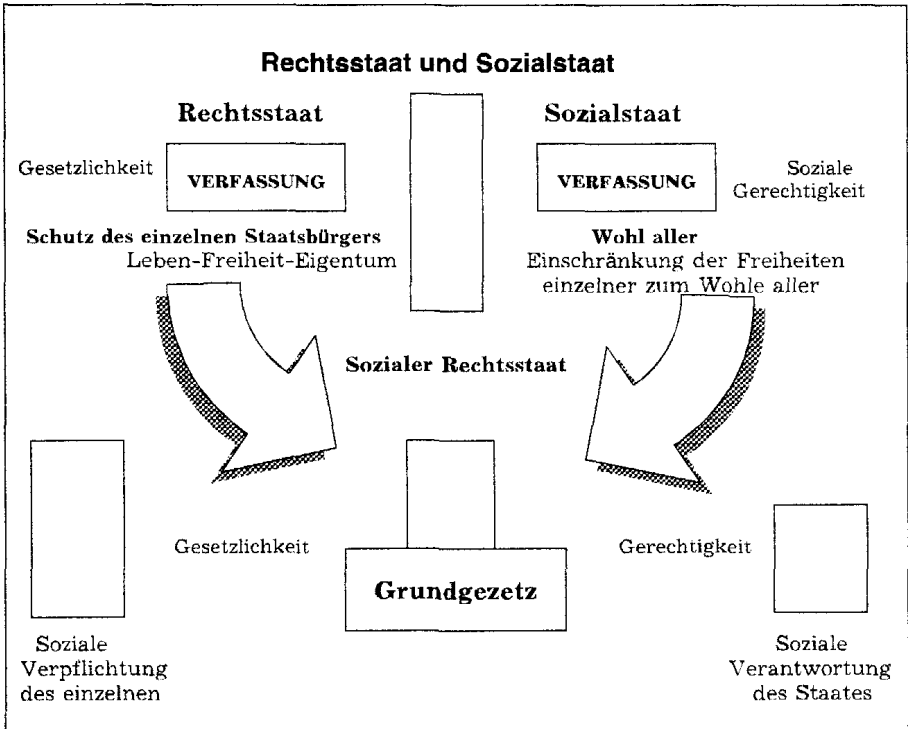 Rechtsstaat und Sozialstaat
Rechtsstaat
Sozialstaat
Gesetzlichkeit
VERFASSUNG
VERFASSUNG
Soziale
Gerechtigkeit
Schutz des einzelnen Staatsbürgers
Leben-Freiheit-Eigentum
Wohl aller
Einschränkung der Freiheiten
einzelner zum Wohle aller
Sozialer Rechtsstaat
Gesetzlichkeit
Gerechtigkeit
Grundgezetz
Soziale
Verpflichtung
des einzelnen
Soziale
Verantwortung
des Staates